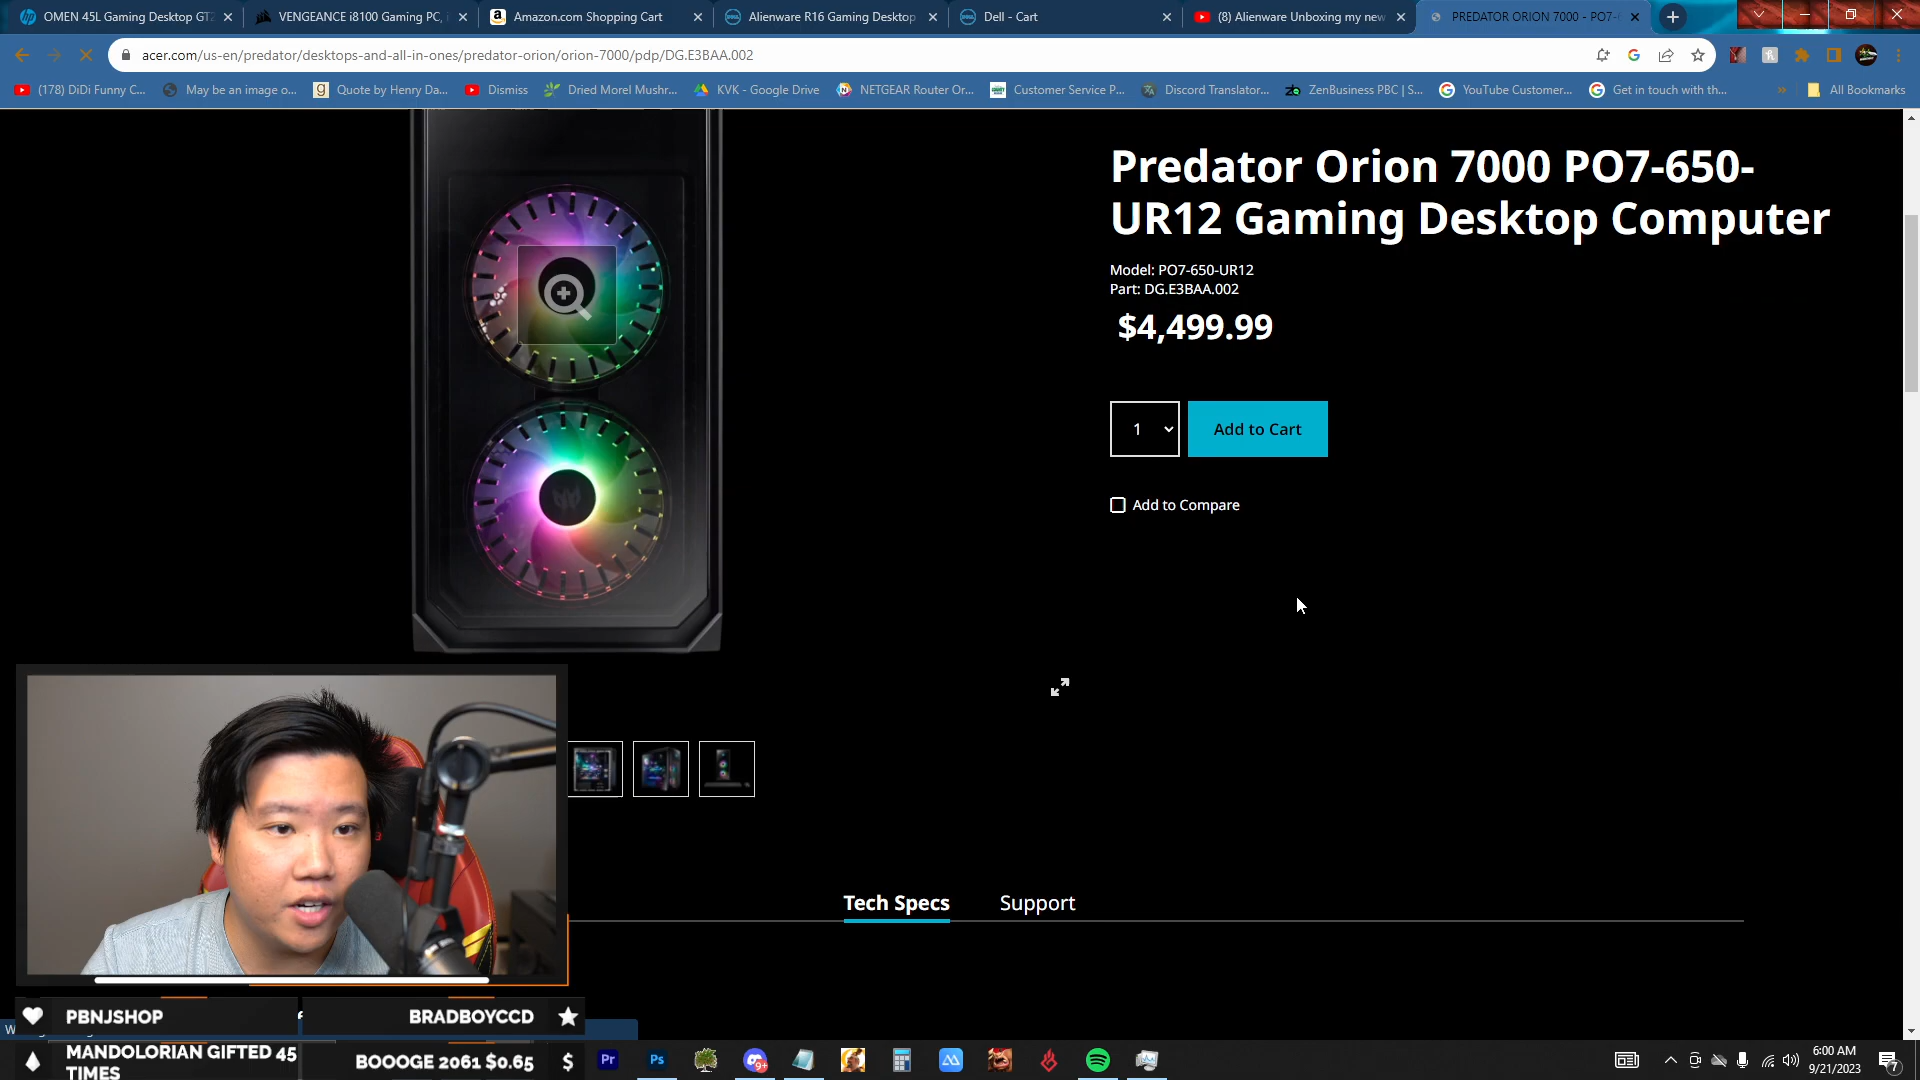 OMEN 45L Gaming Desktop GT2
VENGEANCE i8100 Gaming PC, i
Amazon.com Shopping Cart
Alienware R16 Gaming Desktop
Dell - Cart
(8) Alienware Unboxing my new
PREDATOR ORION 7000 - PO7-
acer.com/us-en/predator/desktops-and-all-in-ones/predator-orion/orion-7000/pdp/DG.E3BAA.002
(178) DiDi Funny C...
May be an image o...
Quote by Henry Da...
Dismiss
Dried Morel Mushr...
KVK - Google Drive
NETGEAR Router Or...
Customer Service P...
Discord Translator...
ZenBusiness PBC | S...
YouTube Customer...
Get in touch with th...
All Bookmarks
Predator Orion 7000 PO7-650-
UR12 Gaming Desktop Computer
Model: PO7-650-UR12
Part: DG.E3BAA.002
$4,499.99
1
Add to Cart
Add to Compare
Tech Specs
Support
PBNJSHOP
BRADBOYCCD
MANDOLORIAN GIFTED 45
TIMES
BOOOGE 2061 $0.65
$
Pr
Ps
9+
6:00 AM
9/21/2023
7